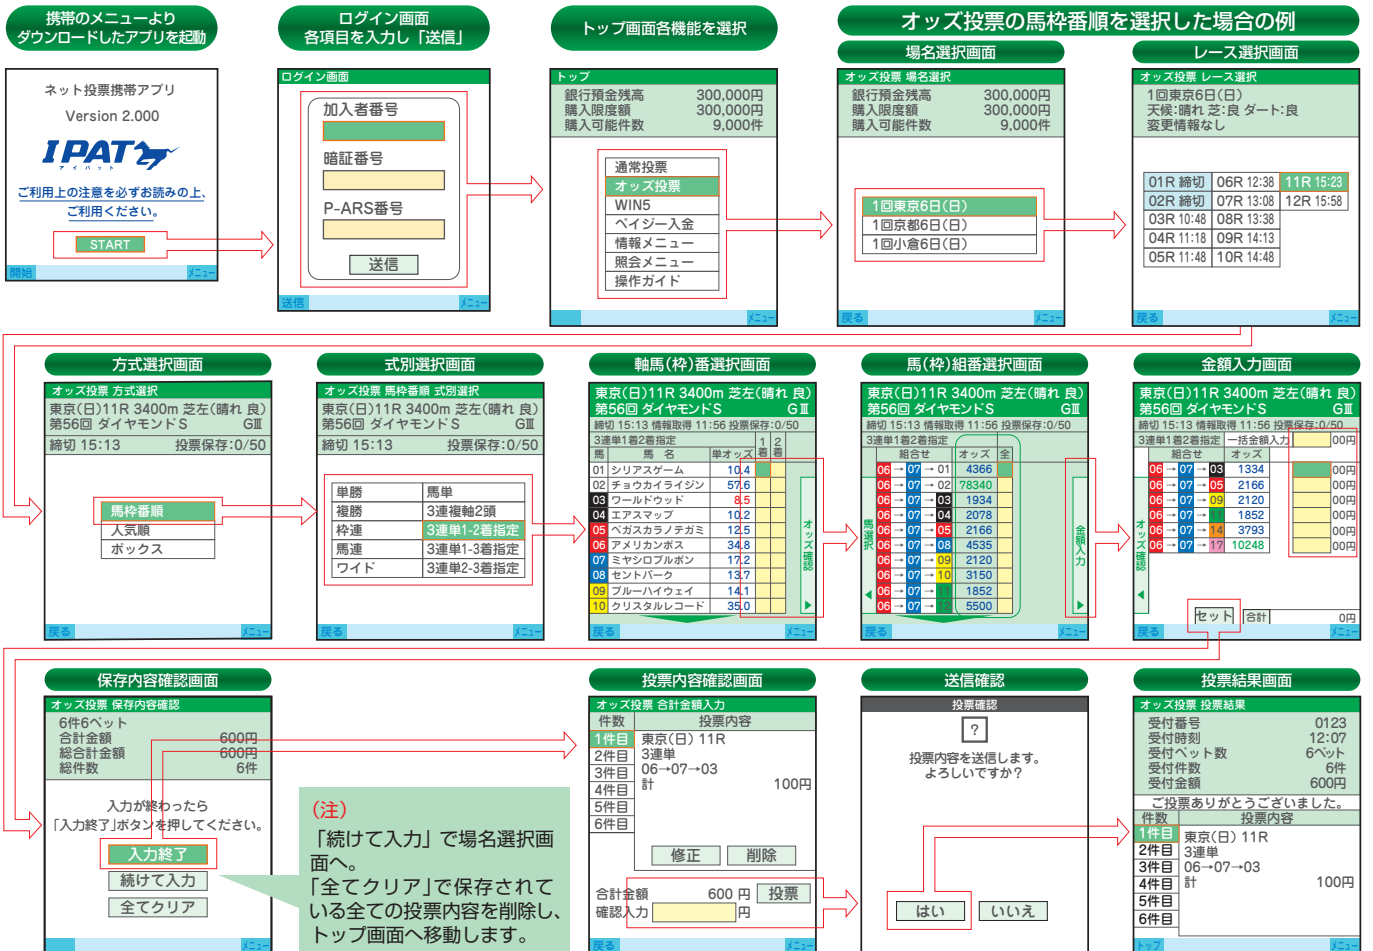 携帯のメニューより
ダウンロードしたアプリを起動
ネット投票携帯アプリ
Version 2.000
I PAT
アイパット
ご利用上の注意を必ずお読みの上、
ご利用ください。
START
開始 メニュー
ログイン画面
各項目を入力し「送信」
ログイン画面
加入者番号
暗証番号
P-ARS番号
送信
送信 メニュー
トップ画面各機能を選択
トップ
銀行預金残高 300,000円
購入限度額 300,000円
購入可能件数 9,000件
通常投票
オッズ投票
WIN5
ペイジー入金
情報メニュー
照会メニュー
操作ガイド
メニュー
オッズ投票の馬枠番順を選択した場合の例
場名選択画面
オッズ投票 場名選択
銀行預金残高 300,000円
購入限度額 300,000円
購入可能件数 9,000件
1回東京6日(日)
1回京都6日(日)
1回小倉6日(日)
戻る メニュー
レース選択画面
オッズ投票 レース選択
1回東京6日(日)
天候:晴れ 芝:良 ダート:良
変更情報なし
01R 締切 06R 12:38 11R 15:23
02R 締切 07R 13:08 12R 15:58
03R 10:48 08R 13:38
04R 11:18 09R 14:13
05R 11:48 10R 14:48
戻る メニュー
方式選択画面
オッズ投票 方式選択
東京(日)11R 3400m 芝左(晴れ 良)
第56回 ダイヤモンドS GⅢ
締切 15:13 投票保存:0/50
馬枠番順
人気順
ボックス
戻る メニュー
式別選択画面
オッズ投票 馬枠番順 式別選択
東京(日)11R 3400m 芝左(晴れ 良)
第56回 ダイヤモンドS GⅢ
締切 15:13 投票保存:0/50
単勝 馬単
複勝 3連複軸2頭
枠連 3連単1-2着指定
馬連 3連単1-3着指定
ワイド 3連単2-3着指定
戻る メニュー
軸馬(枠)番選択画面
東京(日)11R 3400m 芝左(晴れ 良)
第56回 ダイヤモンドS GⅢ
締切 15:13 情報取得 11:56 投票保存:0/50
3連単1着2着指定 1着 2着
馬 馬 名 単オッズ
01 シリアスゲーム 10.4
02 チョウカイライジン 57.6
03 ワールドウッド 8.5
04 エアスマップ 10.2
05 ペガスカラノテガミ 12.5
06 アメリカンボス 34.8
07 ミヤシロブルボン 17.2
08 セントパーク 13.7
09 ブルーハイウェイ 14.1
10 クリスタルレコード 35.0
オッズ確認
戻る メニュー
馬(枠)組番選択画面
東京(日)11R 3400m 芝左(晴れ 良)
第56回 ダイヤモンドS GⅢ
締切 15:13 情報取得 11:56 投票保存:0/50
3連単1着2着指定
組合せ オッズ 全
06→07→01 4366
06→07→02 78340
06→07→03 1934
06→07→04 2078
06→07→05 2166
06→07→08 4535
06→07→09 2120
06→07→10 3150
06→07→11 1852
06→07→12 5500
馬選択
金額入力
戻る メニュー
金額入力画面
東京(日)11R 3400m 芝左(晴れ 良)
第56回 ダイヤモンドS GⅢ
締切 15:13 情報取得 11:56 投票保存:0/50
3連単1着2着指定 一括金額入力 00円
組合せ オッズ
06→07→03 1334 00円
06→07→05 2166 00円
06→07→09 2120 00円
06→07→11 1852 00円
06→07→14 3793 00円
06→07→17 10248 00円
オッズ確認
セット 合計 0円
戻る メニュー
保存内容確認画面
オッズ投票 保存内容確認
6件6ベット
合計金額 600円
総合計金額 600円
総件数 6件
入力が終わったら
「入力終了」ボタンを押してください。
入力終了
続けて入力
全てクリア
メニュー
(注)
「続けて入力」で場名選択画
面へ。
「全てクリア」で保存されて
いる全ての投票内容を削除し、
トップ画面へ移動します。
投票内容確認画面
オッズ投票 合計金額入力
件数 投票内容
1件目 東京(日) 11R
2件目 3連単
3件目 06→07→03
4件目 計 100円
5件目
6件目
修正 削除
合計金額 600 円 投票
確認入力 円
戻る メニュー
送信確認
投票確認
?
投票内容を送信します。
よろしいですか?
はい いいえ
投票結果画面
オッズ投票 投票結果
受付番号 0123
受付時刻 12:07
受付ベット数 6ベット
受付件数 6件
受付金額 600円
ご投票ありがとうございました。
件数 投票内容
1件目 東京(日) 11R
2件目 3連単
3件目 06→07→03
4件目 計 100円
5件目
6件目
トップ メニュー